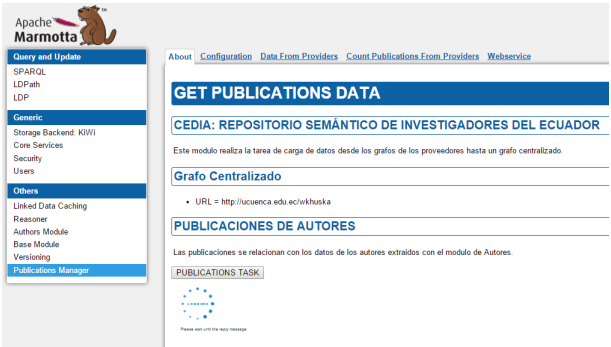 Apache
Marmotta
TM
Query and Update
SPARQL
LDPath
LDP
Generic
Storage Backend: KiWi
Core Services
Security
Users
Others
Linked Data Caching
Reasoner
Authors Module
Base Module
Versioning
Publications Manager
About Configuration Data From Providers Count Publications From Providers Webservice
GET PUBLICATIONS DATA
CEDIA: REPOSITORIO SEMÁNTICO DE INVESTIGADORES DEL ECUADOR
Este modulo realiza la tarea de carga de datos desde los grafos de los proveedores hasta un grafo centralizado.
Grafo Centralizado
• URL = http://ucuenca.edu.ec/wkhuska
PUBLICACIONES DE AUTORES
Las publicaciones se relacionan con los datos de los autores extraidos con el modulo de Autores.
PUBLICATIONS TASK
Please wait until the reply message